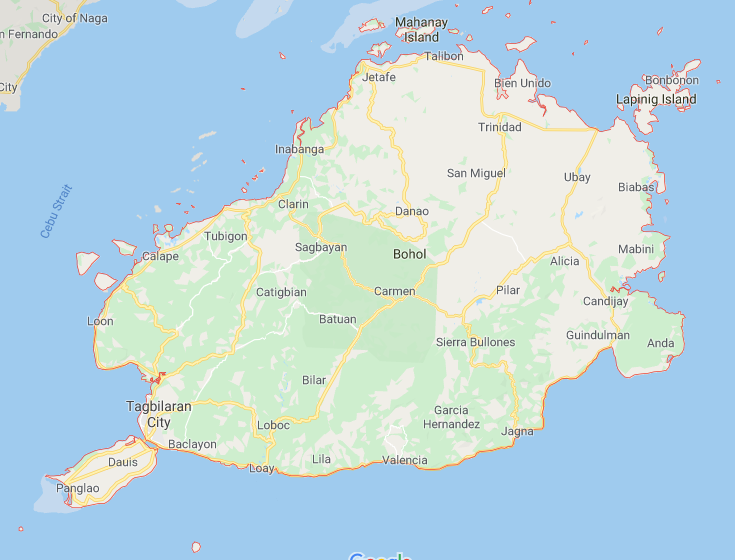 City of Naga
n Fernando
City
Mahanay
Island
Talibon
Jetafe
Bien Unido
Bonbonon
Lapinig Island
Trinidad
Inabanga
San Miguel
Ubay
Biabas
Cebu Strait
Clarin
Danao
Tubigon
Sagbayan
Bohol
Mabini
Calape
Alicia
Catigbian
Carmen
Pilar
Candijay
Loon
Batuan
Guindulman
Sierra Bullones
Anda
Bilar
Tagbilaran
City
Garcia
Hernandez
Loboc
Jagna
Baclayon
Dauis
Lila
Valencia
Loay
Panglao
Google